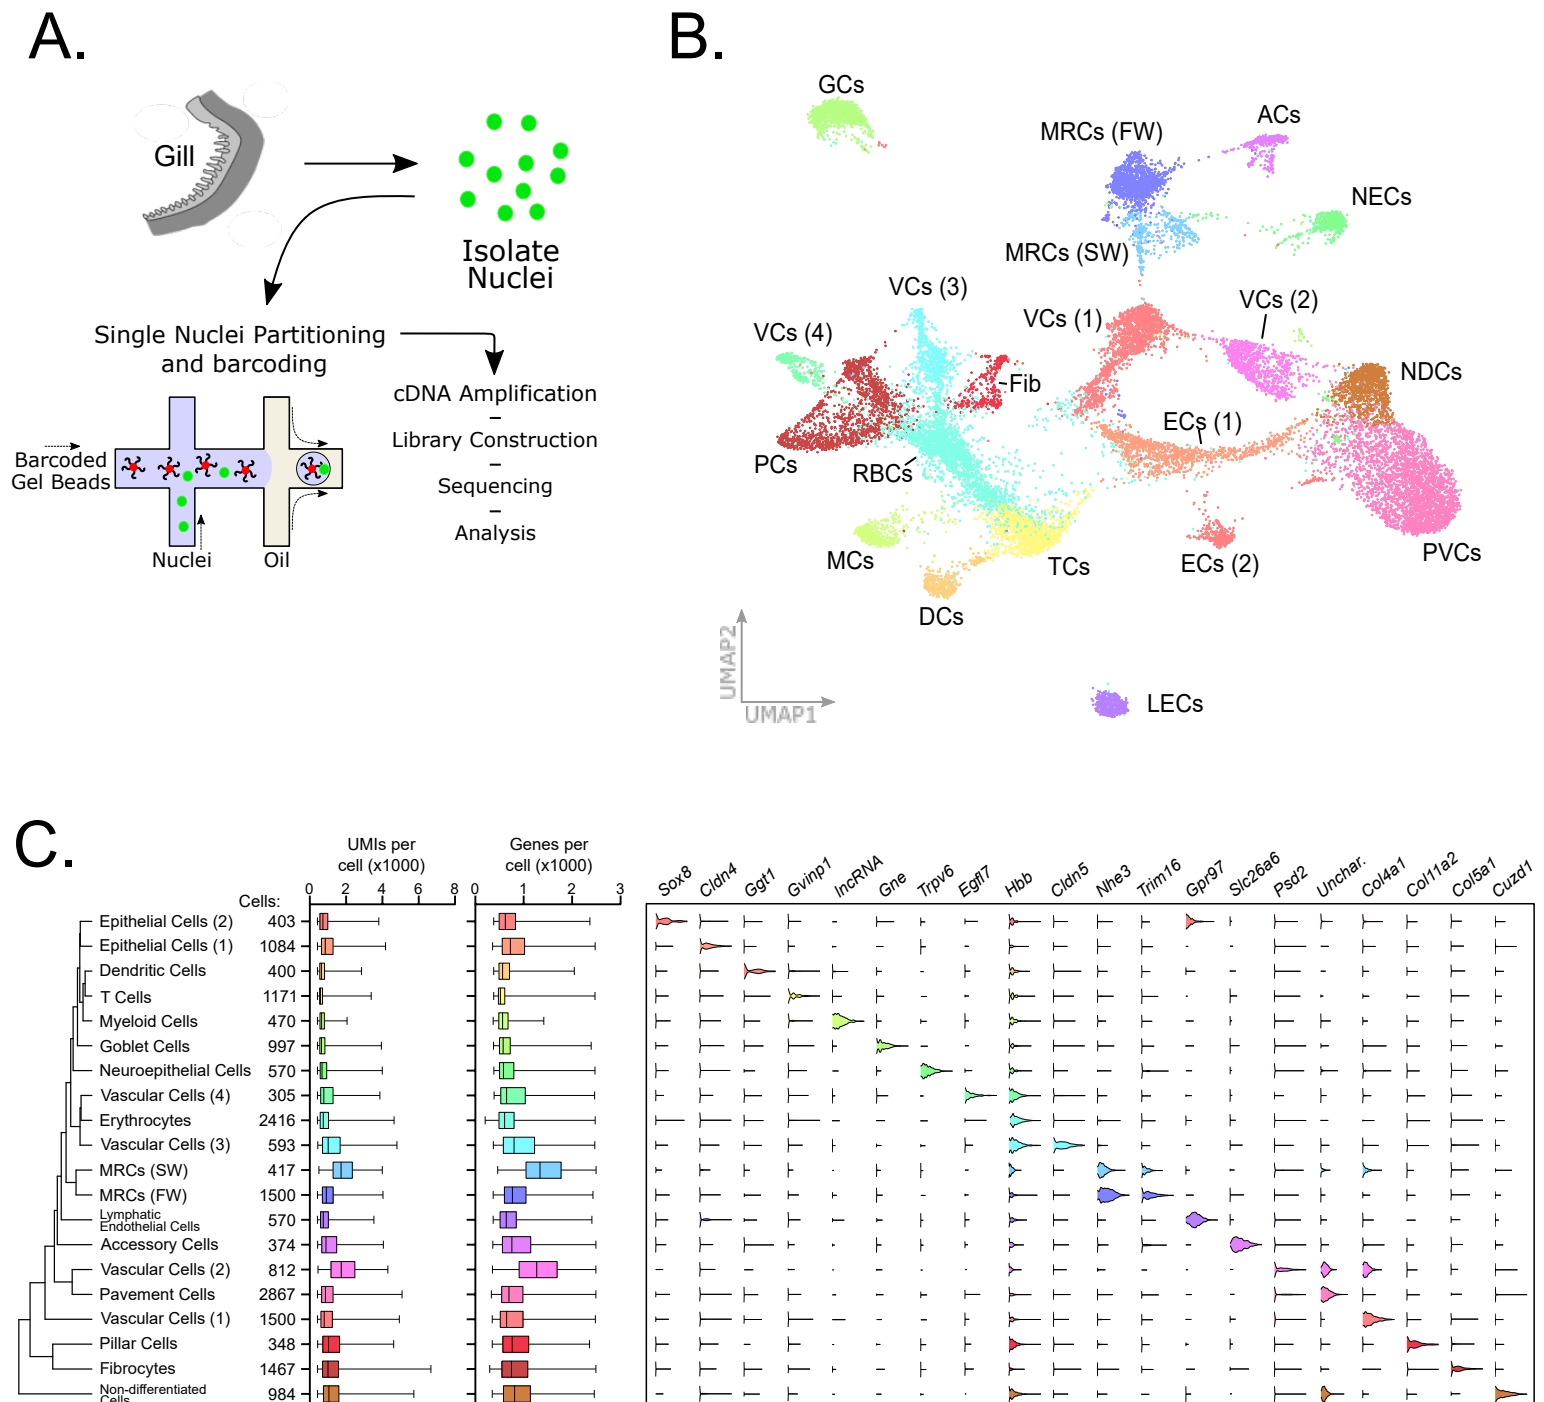 A.
Gill
Isolate
Nuclei
Single Nuclei Partitioning
and barcoding
cDNA Amplification
–
Library Construction
–
Sequencing
–
Analysis
Barcoded
Gel Beads
Nuclei
Oil
B.
GCs
ACs
MRCs (FW)
NECs
MRCs (SW)
VCs (3)
VCs (2)
VCs (1)
VCs (4)
NDCs
Fib
ECs (1)
PCs
RBCs
MCs
TCs
ECs (2)
PVCs
DCs
LECs
UMAP2
UMAP1
C.
UMIs per
cell (x1000)
Genes per
cell (x1000)
0 2 4 6 8
0 1 2 3
Sox8 Cldn4 Ggt1 Gvinp1 lncRNA Gne Trpv6 Egfl7 Hbb Cldn5 Nhe3 Trim16 Gpr97 Slc26a6 Psd2 Unchar. Col4a1 Col11a2 Col5a1 Cuzd1
Cells:
Epithelial Cells (2) 403
Epithelial Cells (1) 1084
Dendritic Cells 400
T Cells 1171
Myeloid Cells 470
Goblet Cells 997
Neuroepithelial Cells 570
Vascular Cells (4) 305
Erythrocytes 2416
Vascular Cells (3) 593
MRCs (SW) 417
MRCs (FW) 1500
Lymphatic
Endothelial Cells 570
Accessory Cells 374
Vascular Cells (2) 812
Pavement Cells 2867
Vascular Cells (1) 1500
Pillar Cells 348
Fibrocytes 1467
Non-differentiated
Cells 984